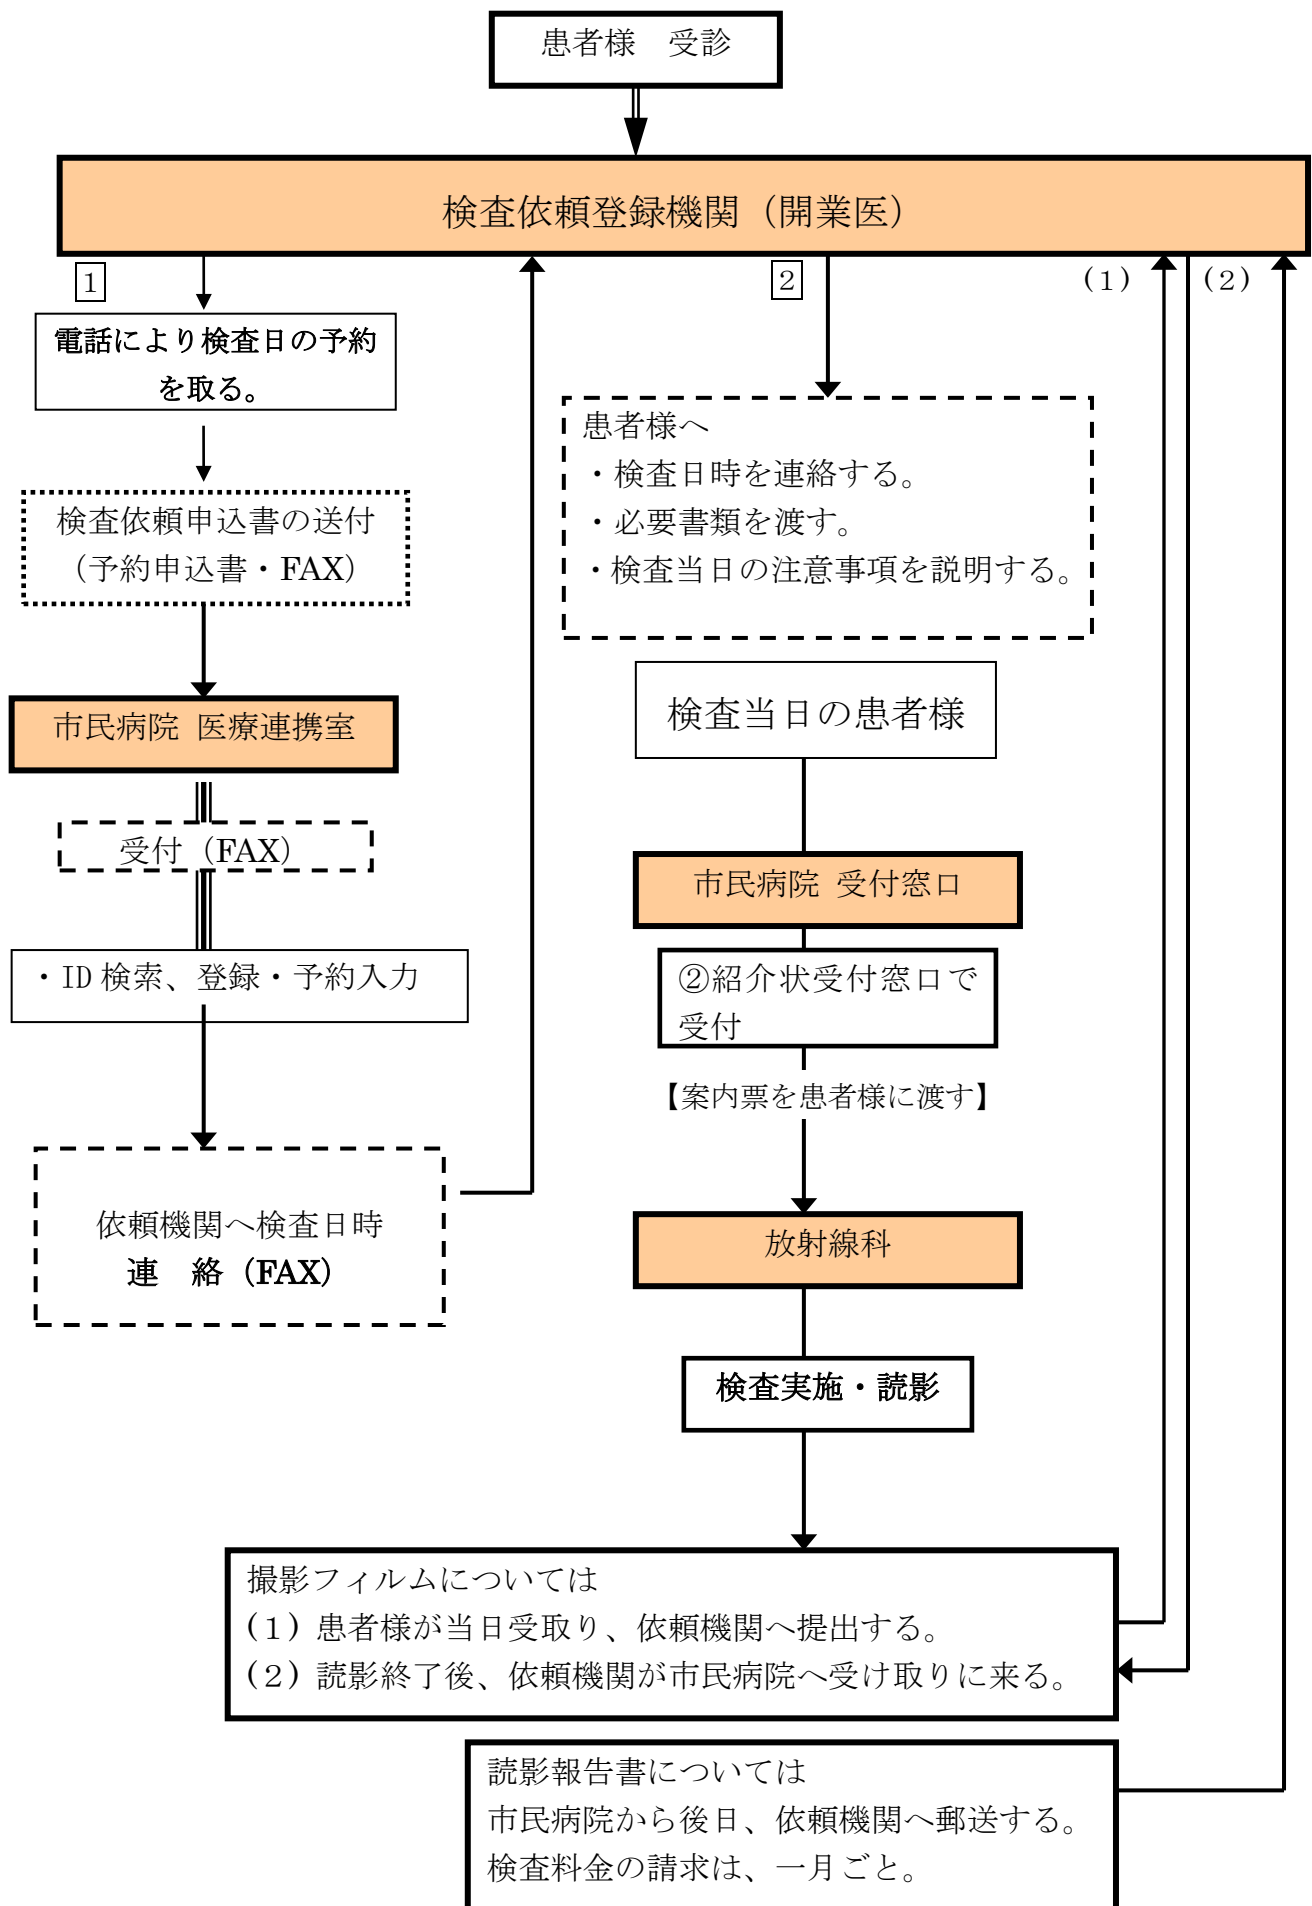 患者様　受診
検査依頼登録機関（開業医）
1
2
(１)
(２)
電話により検査日の予約
を取る。
検査依頼申込書の送付
（予約申込書・FAX）
市民病院 医療連携室
受付（FAX）
・ID 検索、登録・予約入力
依頼機関へ検査日時
連　絡（FAX）
患者様へ
・検査日時を連絡する。
・必要書類を渡す。
・検査当日の注意事項を説明する。
検査当日の患者様
市民病院 受付窓口
②紹介状受付窓口で
受付
【案内票を患者様に渡す】
放射線科
検査実施・読影
撮影フィルムについては
(１) 患者様が当日受取り、依頼機関へ提出する。
(２) 読影終了後、依頼機関が市民病院へ受け取りに来る。
読影報告書については
市民病院から後日、依頼機関へ郵送する。
検査料金の請求は、一月ごと。